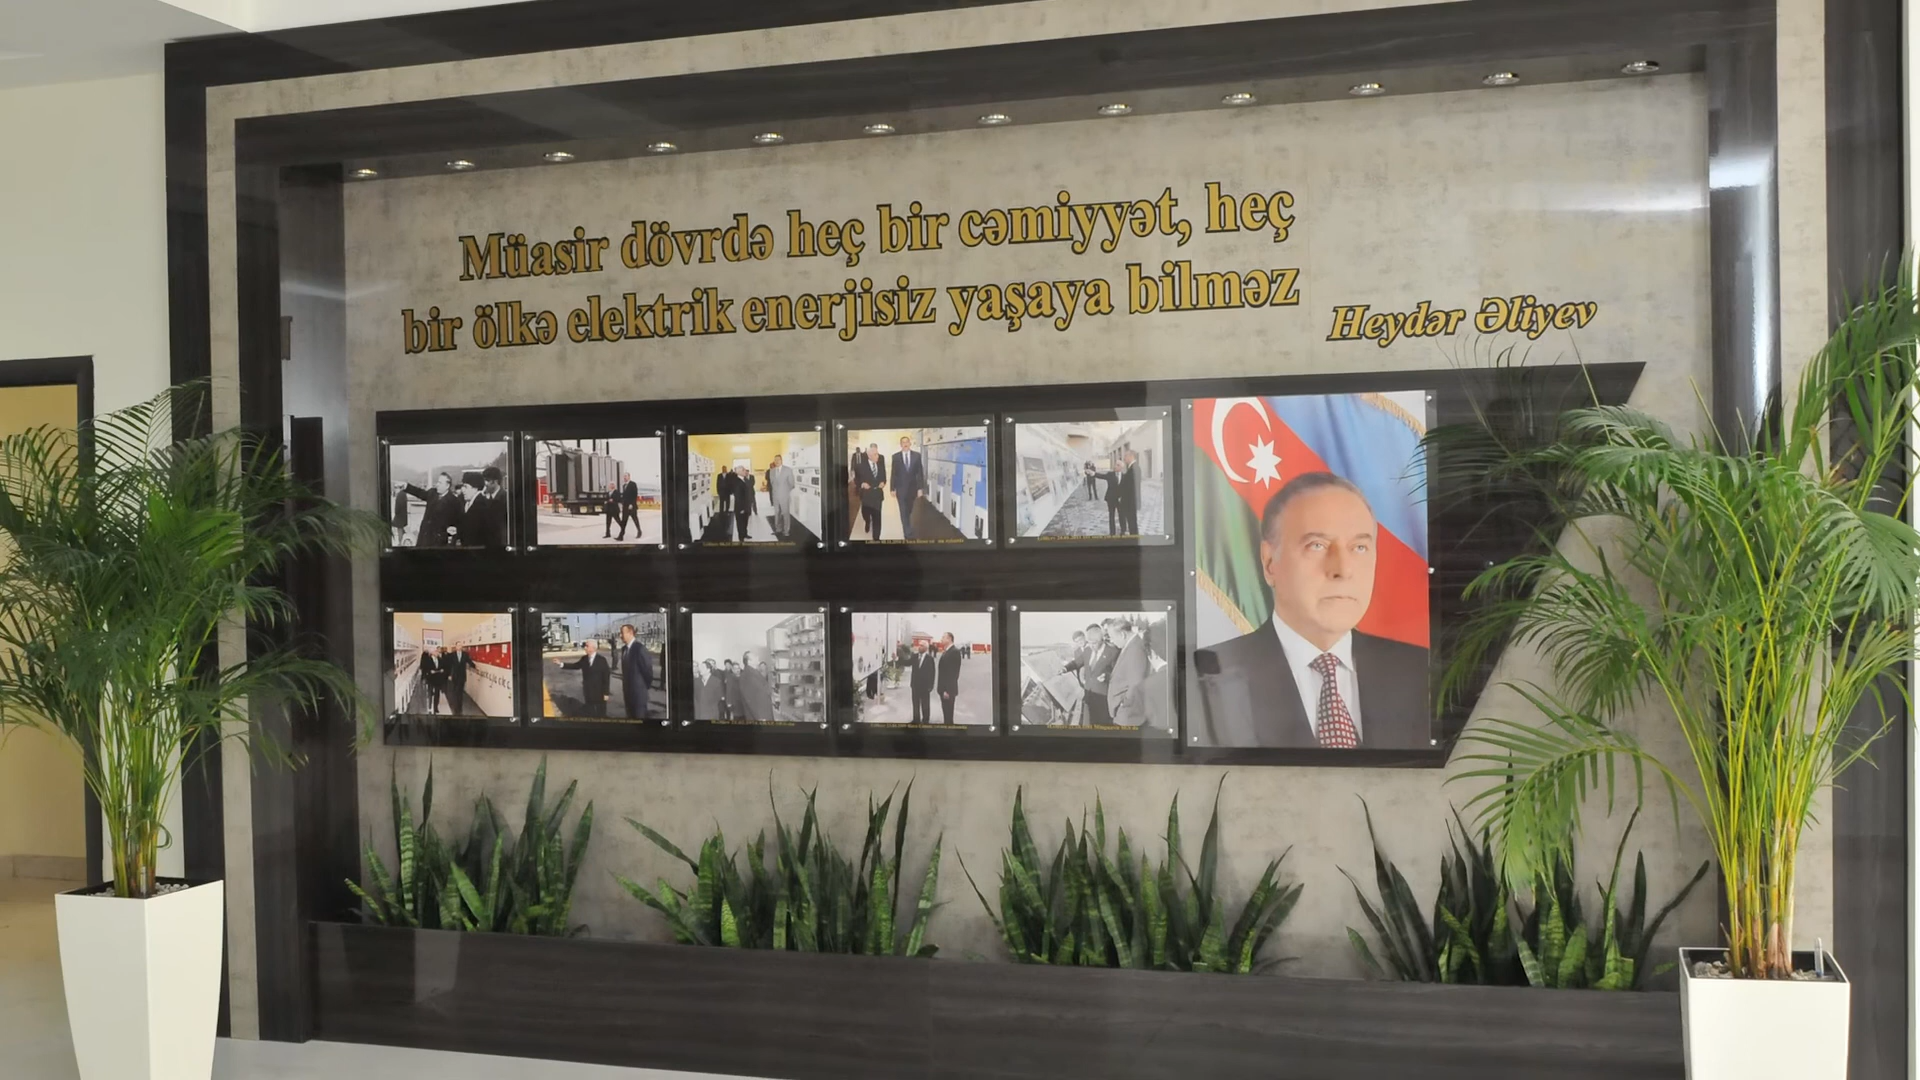 Müasir dövrdə heç bir cəmiyyət, heç
bir ölkə elektrik enerjisiz yaşaya bilməz
Heydər Əliyev